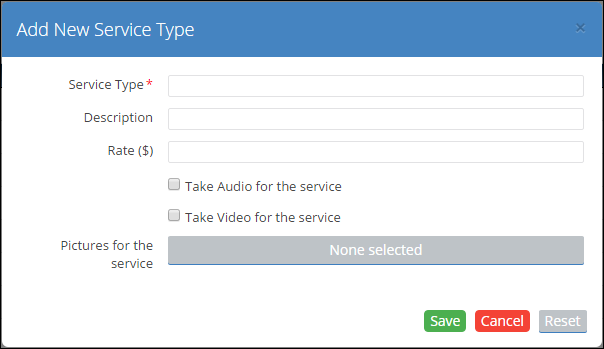 Add New Service Type ×
Service Type *
Description
Rate ($)
Take Audio for the service
Take Video for the service
Pictures for the
service
None selected
Save Cancel Reset